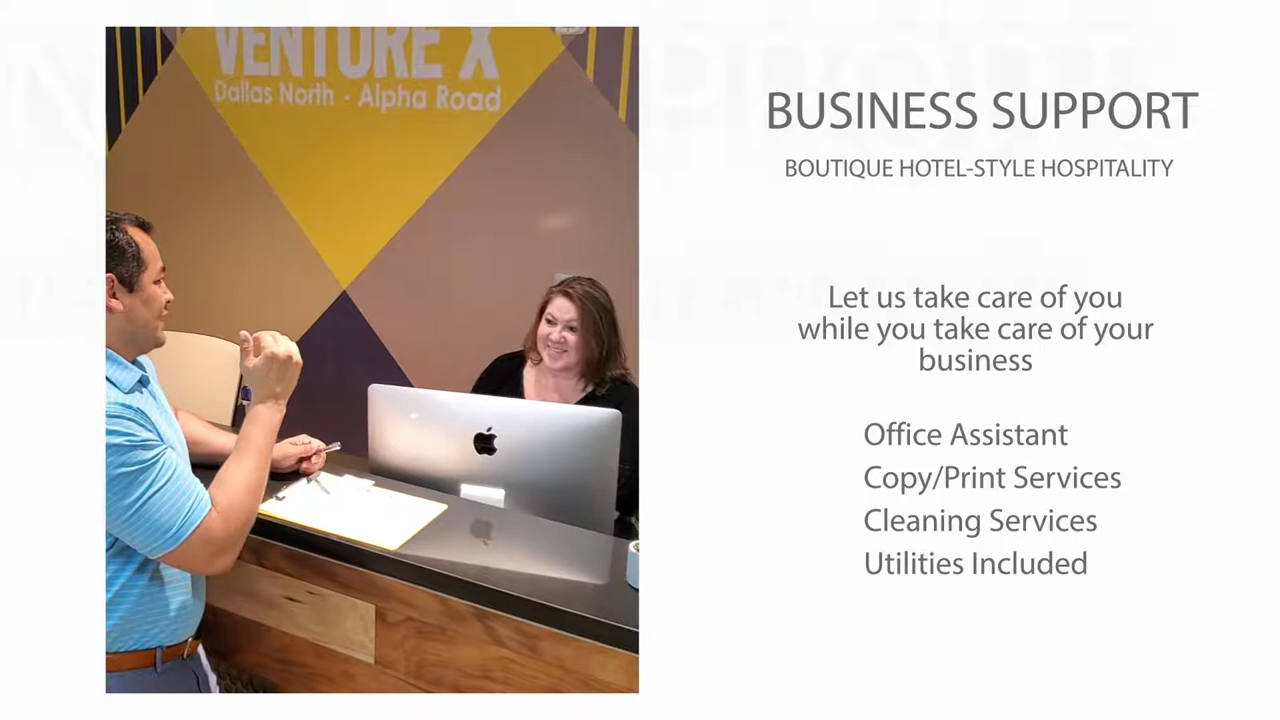 VENTURE X
Dallas North - Alpha Road
BUSINESS SUPPORT
BOUTIQUE HOTEL-STYLE HOSPITALITY
Let us take care of you
while you take care of your
business
Office Assistant
Copy/Print Services
Cleaning Services
Utilities Included